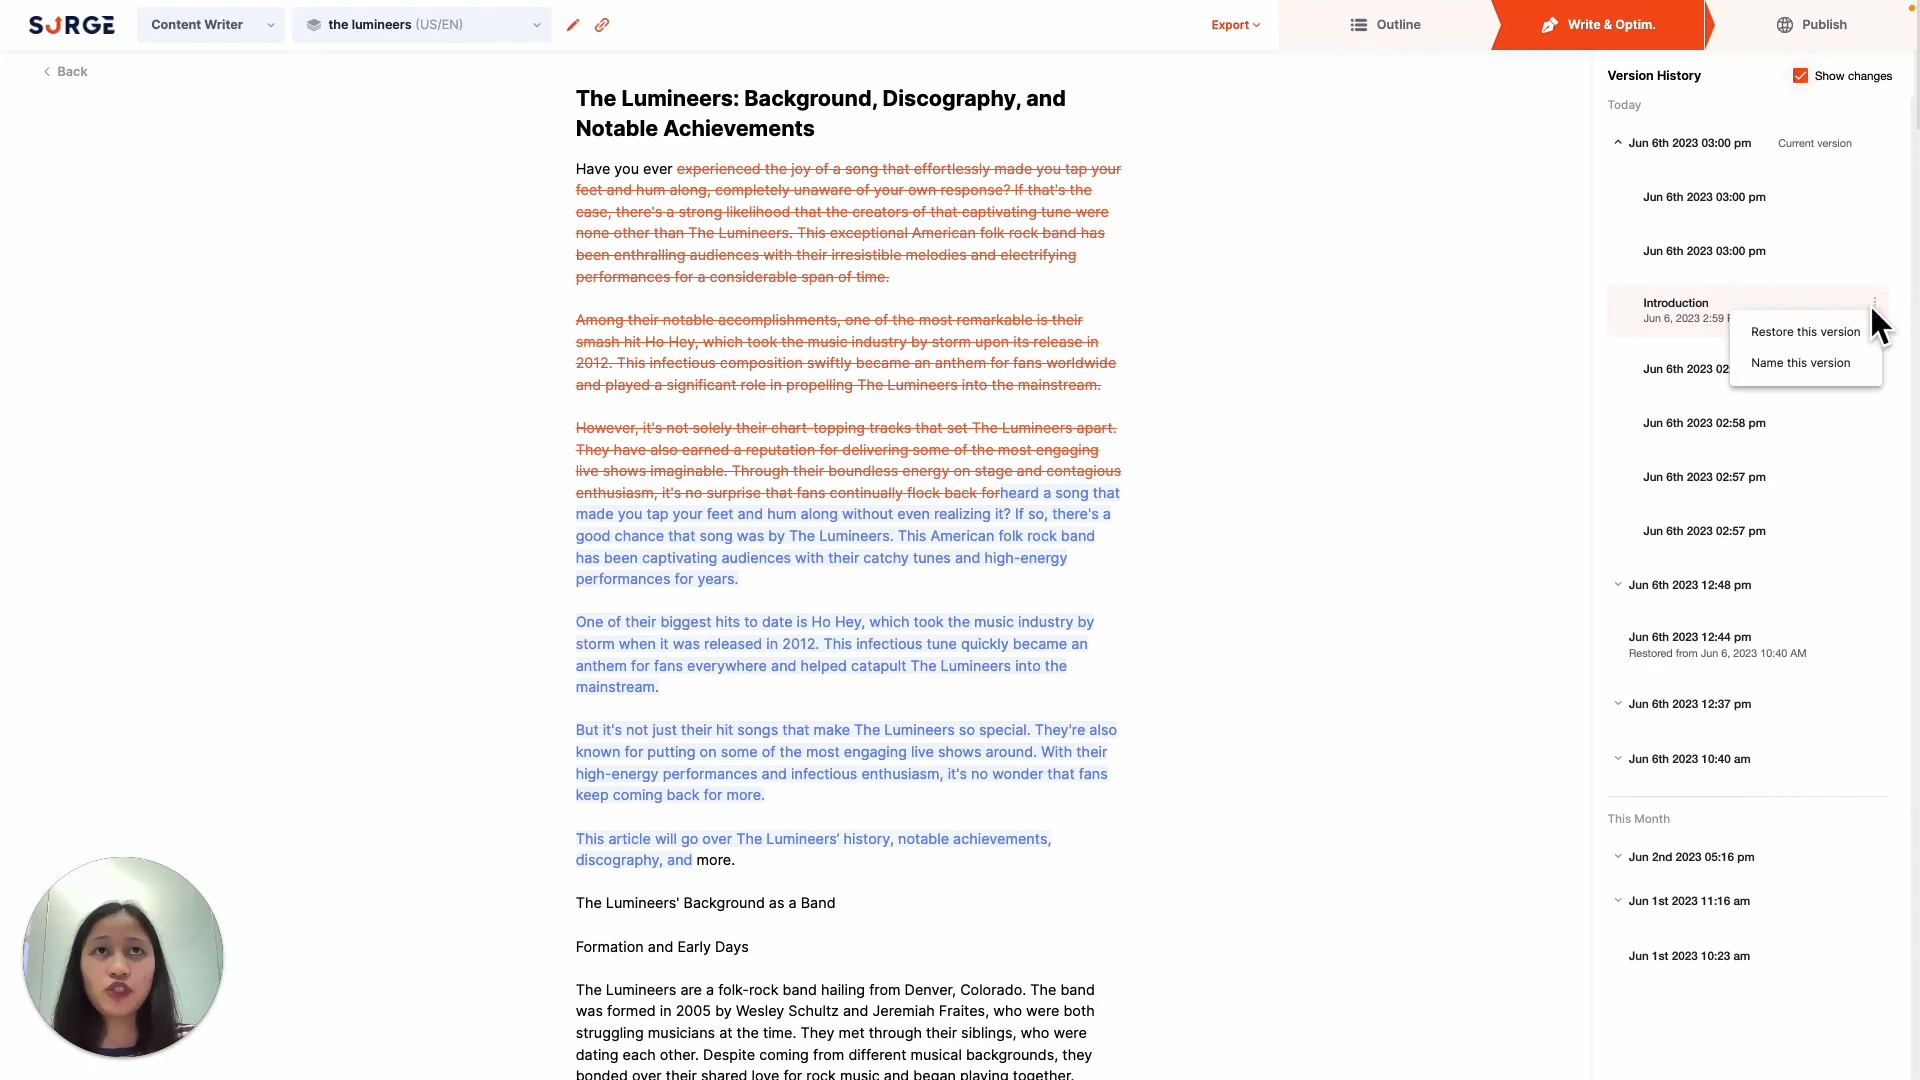 SURGE
Content Writer
the lumineers (US/EN)
Export
Outline
Write & Optim.
Publish
Back
The Lumineers: Background, Discography, and
Notable Achievements
Have you ever experienced the joy of a song that effortlessly made you tap your
feet and hum along, completely unaware of your own response? If that's the
case, there's a strong likelihood that the creators of that captivating tune were
none other than The Lumineers. This exceptional American folk rock band has
been enthralling audiences with their irresistible melodies and electrifying
performances for a considerable span of time.
Among their notable accomplishments, one of the most remarkable is their
smash hit Ho Hey, which took the music industry by storm upon its release in
2012. This infectious composition swiftly became an anthem for fans worldwide
and played a significant role in propelling The Lumineers into the mainstream.
However, it's not solely their chart-topping tracks that set The Lumineers apart.
They have also earned a reputation for delivering some of the most engaging
live shows imaginable. Through their boundless energy on stage and contagious
enthusiasm, it's no surprise that fans continually flock back forheard a song that
made you tap your feet and hum along without even realizing it? If so, there's a
good chance that song was by The Lumineers. This American folk rock band
has been captivating audiences with their catchy tunes and high-energy
performances for years.
One of their biggest hits to date is Ho Hey, which took the music industry by
storm when it was released in 2012. This infectious tune quickly became an
anthem for fans everywhere and helped catapult The Lumineers into the
mainstream.
But it's not just their hit songs that make The Lumineers so special. They're also
known for putting on some of the most engaging live shows around. With their
high-energy performances and infectious enthusiasm, it's no wonder that fans
keep coming back for more.
This article will go over The Lumineers’ history, notable achievements,
discography, and more.
The Lumineers' Background as a Band
Formation and Early Days
The Lumineers are a folk-rock band hailing from Denver, Colorado. The band
was formed in 2005 by Wesley Schultz and Jeremiah Fraites, who were both
struggling musicians at the time. They met through their siblings, who were
dating each other. Despite coming from different musical backgrounds, they
bonded over their shared love for rock music and began playing together.
Version History
Show changes
Today
Jun 6th 2023 03:00 pm Current version
Jun 6th 2023 03:00 pm
Jun 6th 2023 03:00 pm
Introduction
Jun 6, 2023 2:59
Restore this version
Name this version
Jun 6th 2023 02
Jun 6th 2023 02:58 pm
Jun 6th 2023 02:57 pm
Jun 6th 2023 02:57 pm
Jun 6th 2023 12:48 pm
Jun 6th 2023 12:44 pm
Restored from Jun 6, 2023 10:40 AM
Jun 6th 2023 12:37 pm
Jun 6th 2023 10:40 am
This Month
Jun 2nd 2023 05:16 pm
Jun 1st 2023 11:16 am
Jun 1st 2023 10:23 am